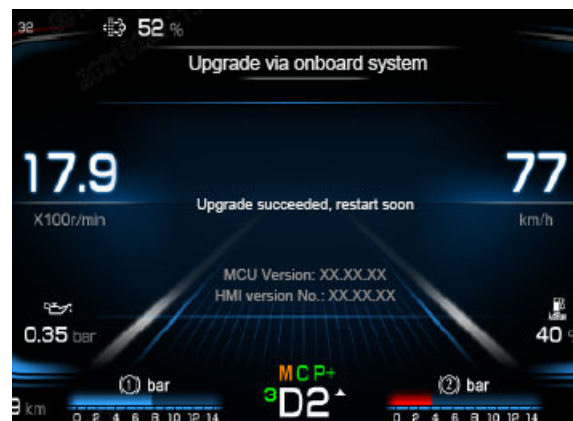 32
52 %
Upgrade via onboard system
17.9
X100r/min
77
km/h
Upgrade succeeded, restart soon
MCU Version: XX.XX.XX
HMI version No.: XX.XX.XX
0.35 bar
40
MCP+
3D2
(1) bar
(2) bar
9 km
0 2 4 6 8 10 12 14
0 2 4 6 8 10 12 14